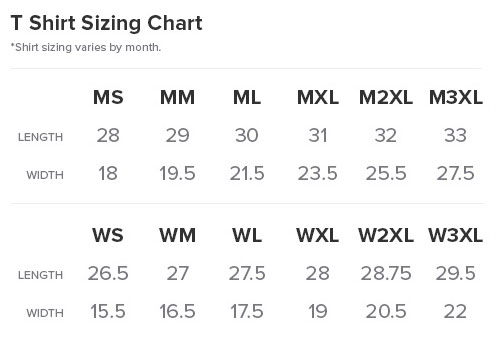 T Shirt Sizing Chart
*Shirt sizing varies by month.
MS MM ML MXL M2XL M3XL
LENGTH 28 29 30 31 32 33
WIDTH 18 19.5 21.5 23.5 25.5 27.5
WS WM WL WXL W2XL W3XL
LENGTH 26.5 27 27.5 28 28.75 29.5
WIDTH 15.5 16.5 17.5 19 20.5 22